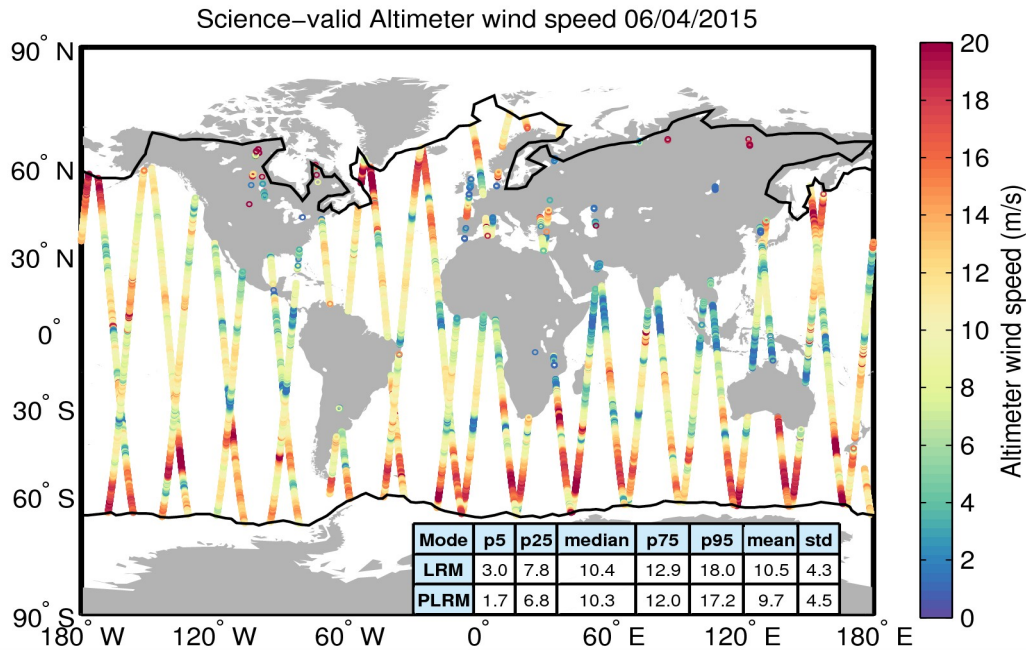 Science−valid Altimeter wind speed 06/04/2015
90° N
60° N
30° N
0°
30° S
60° S
90° S
180° W
120° W
60° W
0°
60° E
120° E
180° E
Mode p5 p25 median p75 p95 mean std
LRM 3.0 7.8 10.4 12.9 18.0 10.5 4.3
PLRM 1.7 6.8 10.3 12.0 17.2 9.7 4.5
20
18
16
14
12
10
8
6
4
2
0
Altimeter wind speed (m/s)